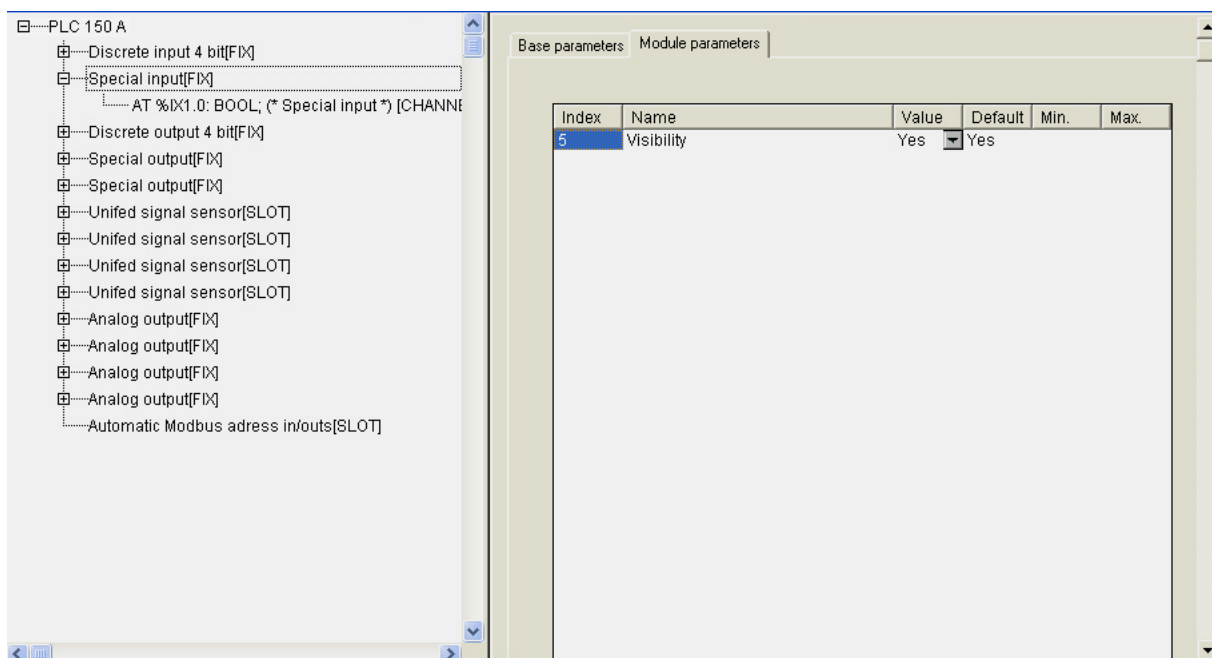 PLC 150 A
Discrete input 4 bit[FIX]
Special input[FIX]
AT %IX1.0: BOOL; (* Special input *) [CHANNE
Discrete output 4 bit[FIX]
Special output[FIX]
Special output[FIX]
Unifed signal sensor[SLOT]
Unifed signal sensor[SLOT]
Unifed signal sensor[SLOT]
Unifed signal sensor[SLOT]
Analog output[FIX]
Analog output[FIX]
Analog output[FIX]
Analog output[FIX]
Automatic Modbus adress in/outs[SLOT]
Base parameters Module parameters
Index Name Value Default Min. Max.
5 Visibility Yes Yes